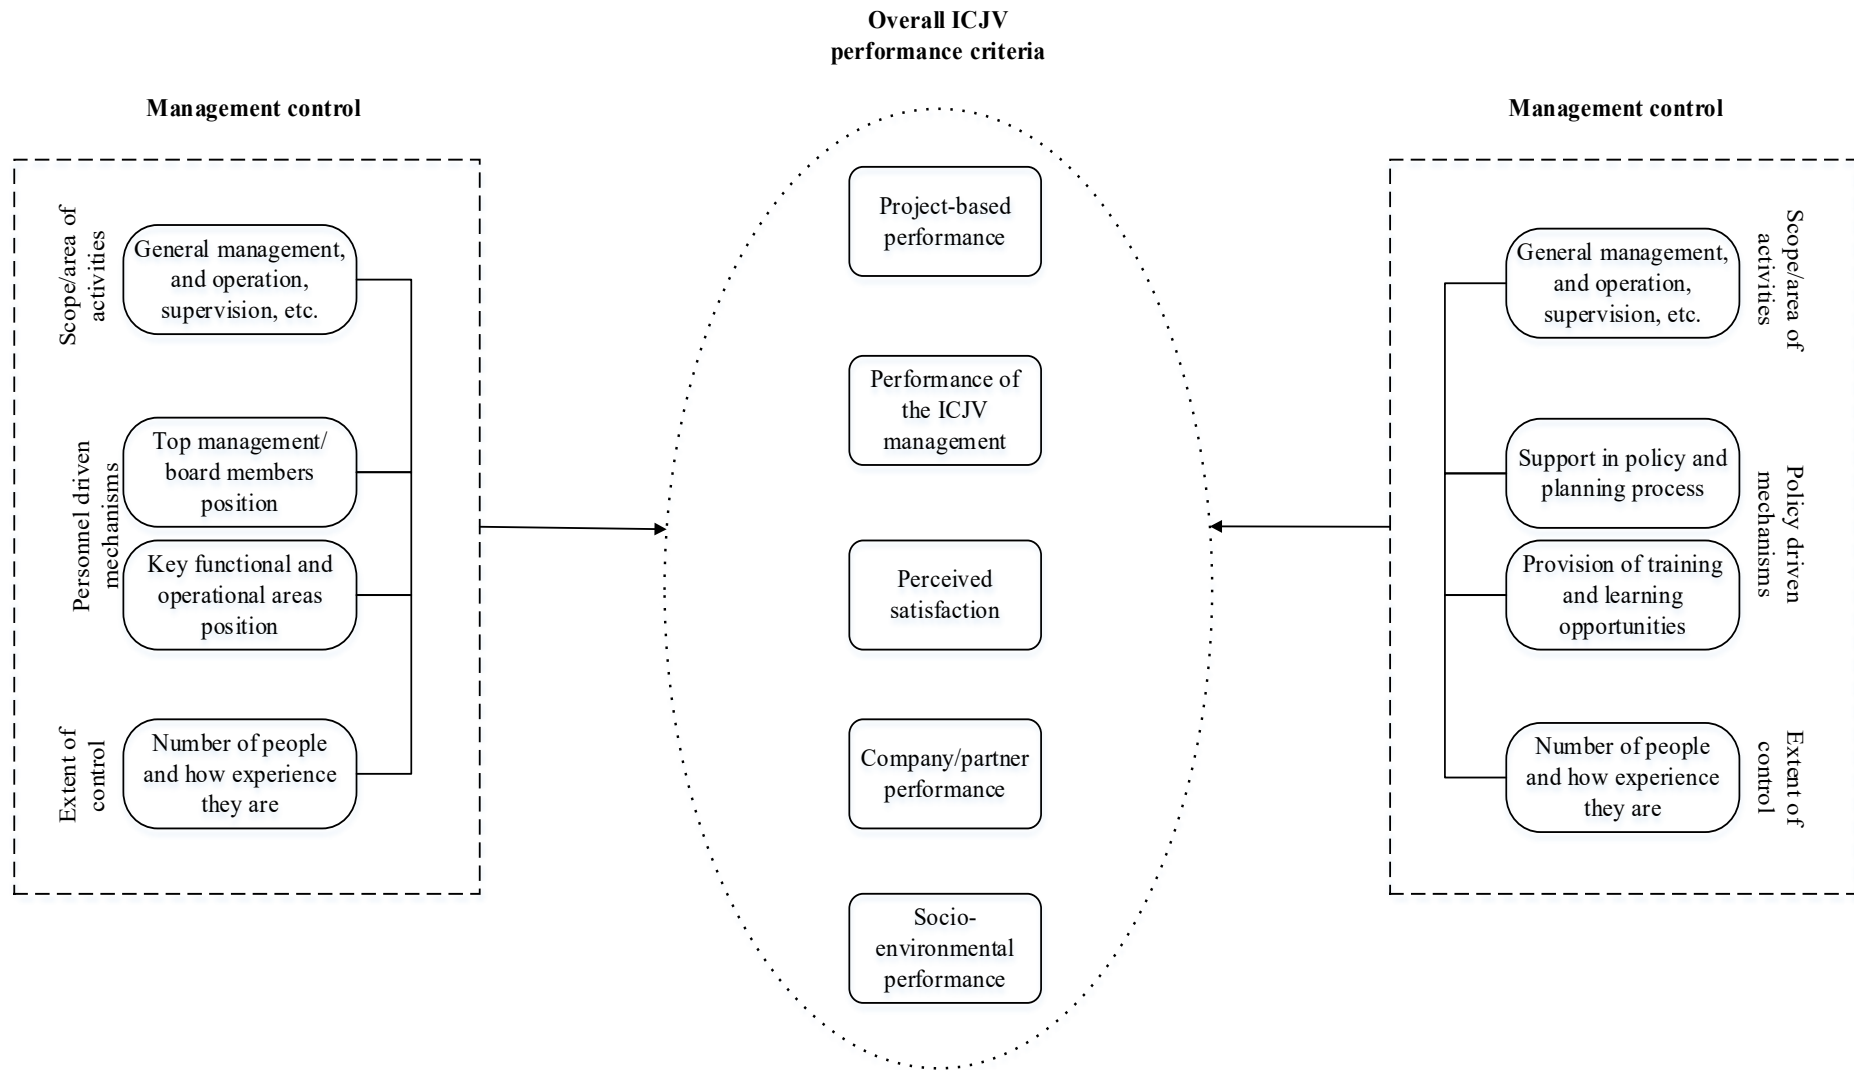 Overall ICJV
performance criteria
Management control
Scope/area of
activities
General management,
and operation,
supervision, etc.
Personnel driven
mechanisms
Top management/
board members
position
Key functional and
operational areas
position
Extent of
control
Number of people
and how experience
they are
Project-based
performance
Performance of
the ICJV
management
Perceived
satisfaction
Company/partner
performance
Socio-
environmental
performance
Management control
General management,
and operation,
supervision, etc.
Scope/area of
activities
Support in policy and
planning process
Provision of training
and learning
opportunities
Policy driven
mechanisms
Number of people
and how experience
they are
Extent of
control